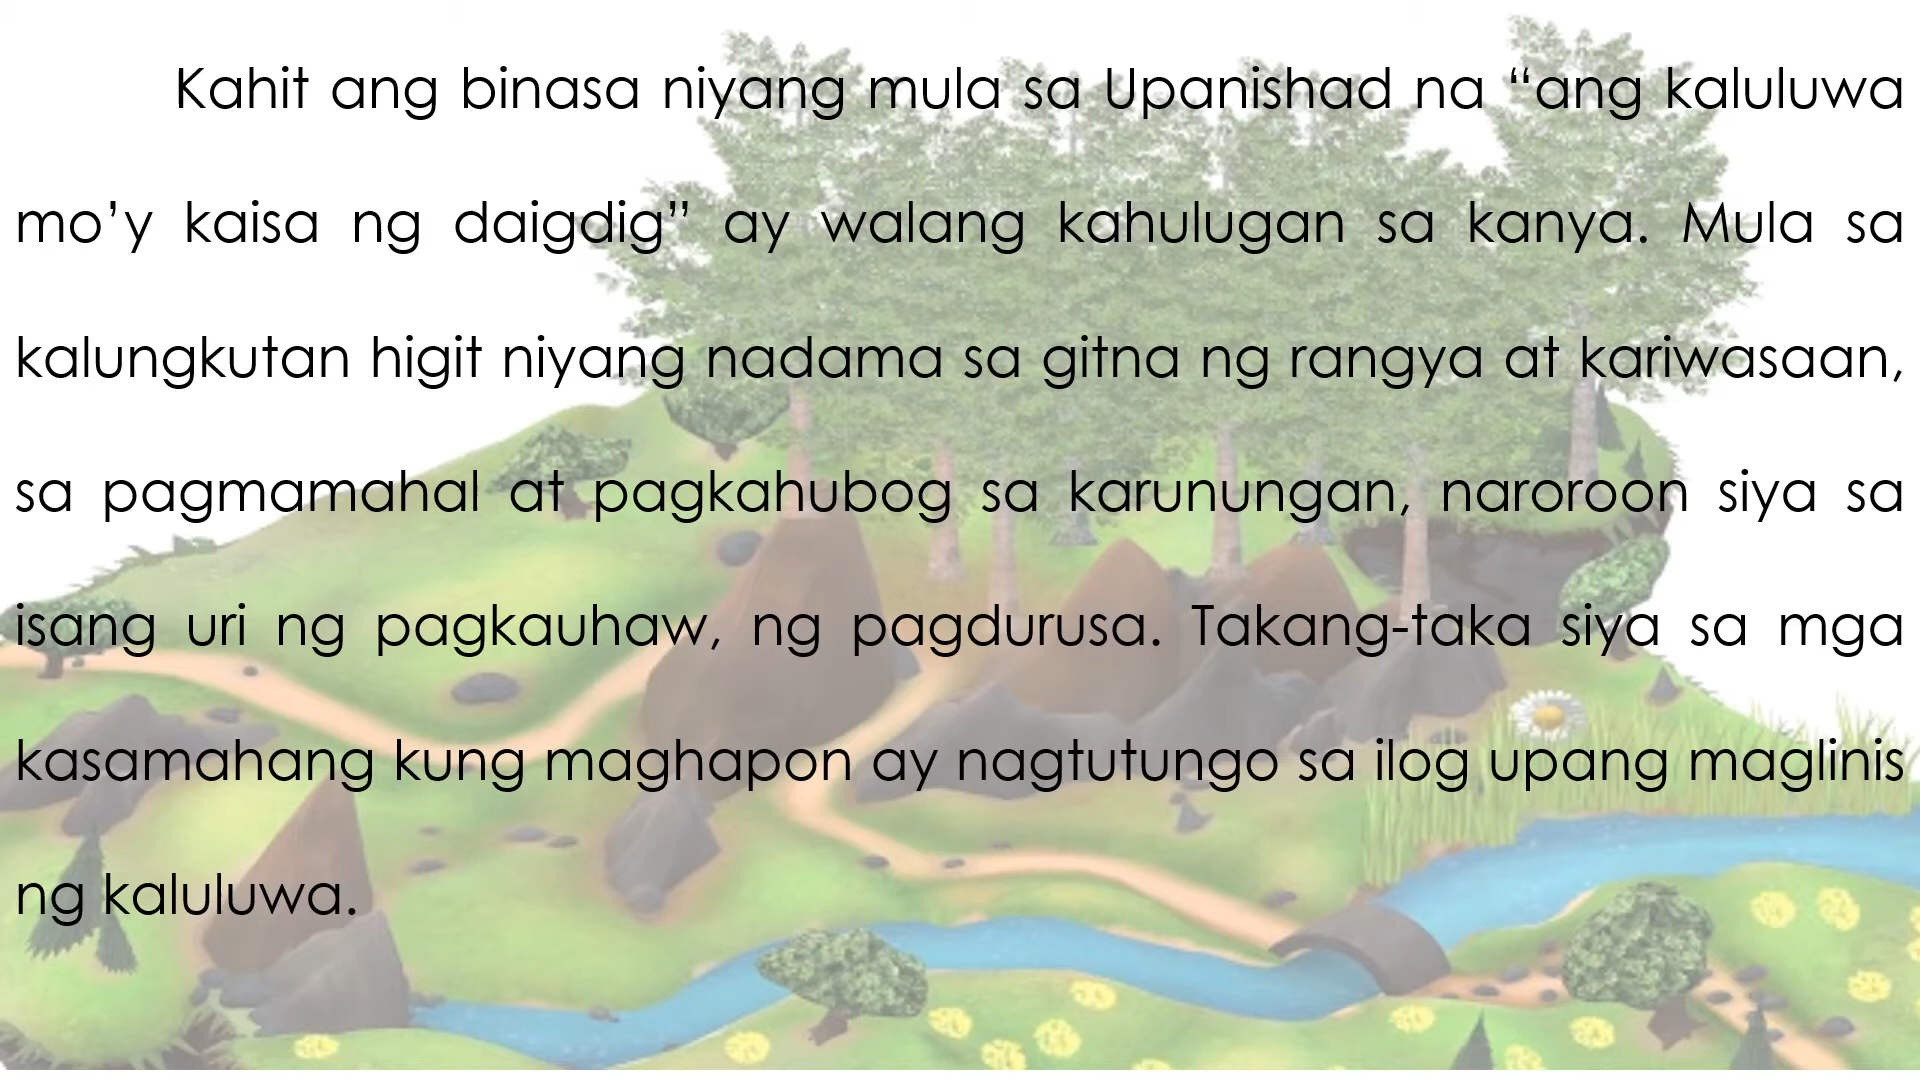 Kahit ang binasa niyang mula sa Upanishad na “ang kaluluwa
mo’y kaisa ng daigdig” ay walang kahulugan sa kanya. Mula sa
kalungkutan higit niyang nadama sa gitna ng rangya at kariwasaan,
sa pagmamahal at pagkahubog sa karunungan, naroroon siya sa
isang uri ng pagkauhaw, ng pagdurusa. Takang-taka siya sa mga
kasamahang kung maghapon ay nagtutungo sa ilog upang maglinis
ng kaluluwa.